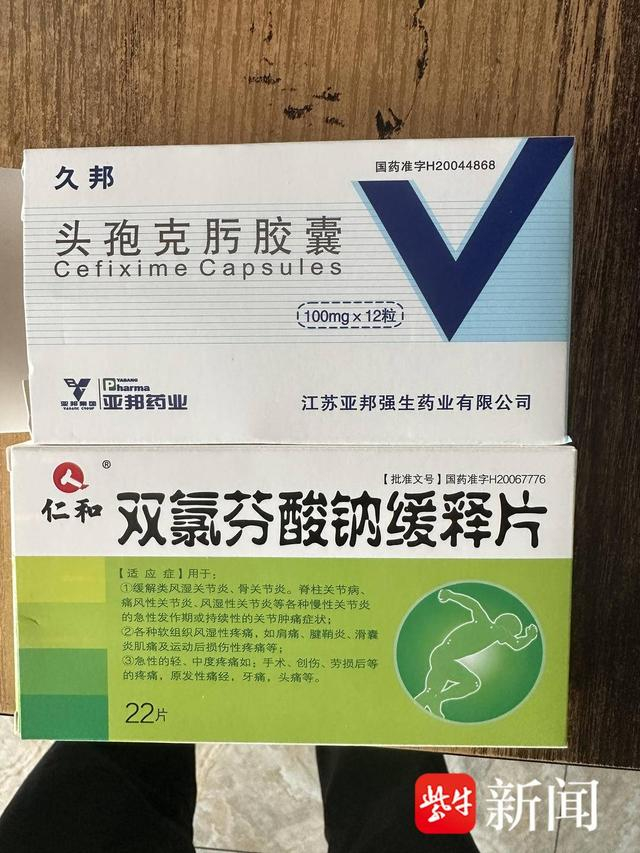 久邦
国药准字H20044868
头孢克肟胶囊
Cefixime Capsules
100mg×12粒
亚邦集团
YABANG GROUP
YABANG
Pharma
亚邦药业
江苏亚邦强生药业有限公司
仁和
®
【批准文号】国药准字H20067776
双氯芬酸钠缓释片
【适应症】用于：
①缓解类风湿关节炎、骨关节炎。脊柱关节病、
痛风性关节炎、风湿性关节炎等各种慢性关节炎
的急性发作期或持续性的关节肿痛症状；
②各种软组织风湿性疼痛，如肩痛、腱鞘炎、滑囊
炎肌痛及运动后损伤性疼痛等；
③急性的轻、中度疼痛如：手术、创伤、劳损后等
的疼痛，原发性痛经，牙痛，头痛等。
22片
紫牛新闻